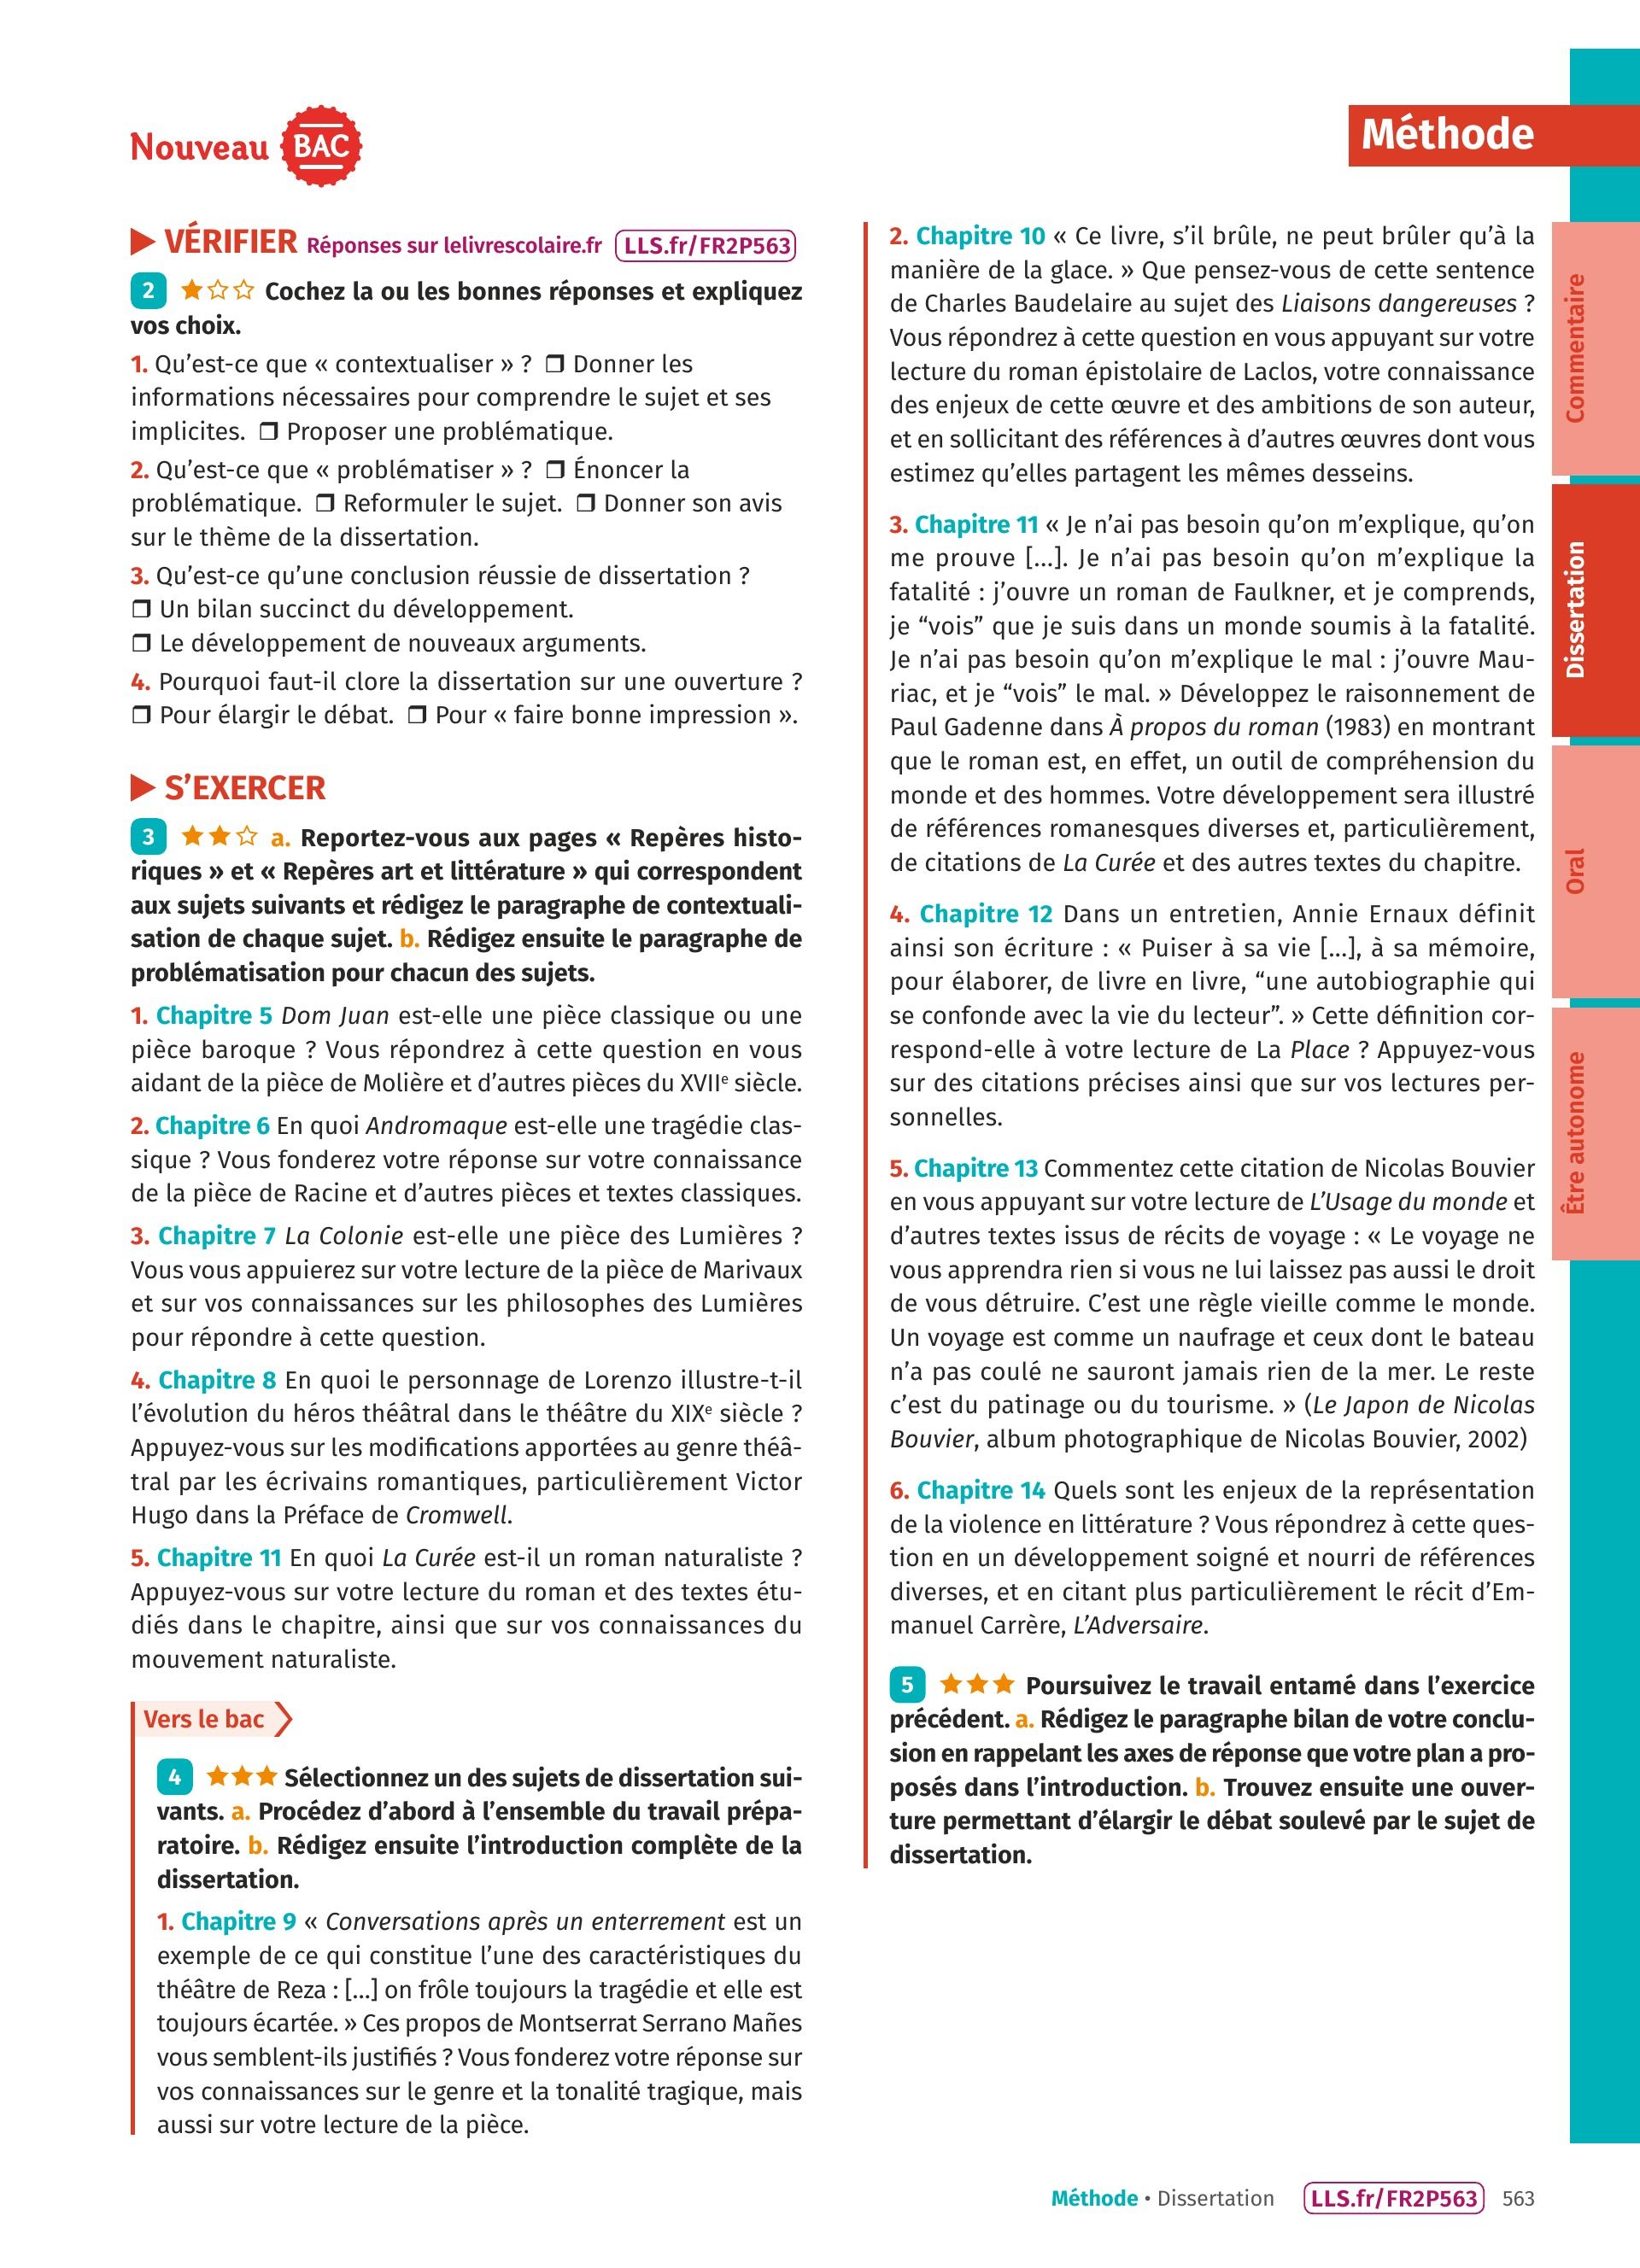 Nouveau BAC
Méthode
VÉRIFIER Réponses sur lelivrescolaire.fr LLS.fr/FR2P563
2 ★☆☆ Cochez la ou les bonnes réponses et expliquez
vos choix.
1. Qu’est-ce que « contextualiser » ? ❒ Donner les
informations nécessaires pour comprendre le sujet et ses
implicites. ❒ Proposer une problématique.
2. Qu’est-ce que « problématiser » ? ❒ Énoncer la
problématique. ❒ Reformuler le sujet. ❒ Donner son avis
sur le thème de la dissertation.
3. Qu’est-ce qu’une conclusion réussie de dissertation ?
❒ Un bilan succinct du développement.
❒ Le développement de nouveaux arguments.
4. Pourquoi faut-il clore la dissertation sur une ouverture ?
❒ Pour élargir le débat. ❒ Pour « faire bonne impression ».
S’EXERCER
3 ★★☆ a. Reportez-vous aux pages « Repères histo-
riques » et « Repères art et littérature » qui correspondent
aux sujets suivants et rédigez le paragraphe de contextuali-
sation de chaque sujet. b. Rédigez ensuite le paragraphe de
problématisation pour chacun des sujets.
1. Chapitre 5 Dom Juan est-elle une pièce classique ou une
pièce baroque ? Vous répondrez à cette question en vous
aidant de la pièce de Molière et d’autres pièces du XVIIe siècle.
2. Chapitre 6 En quoi Andromaque est-elle une tragédie clas-
sique ? Vous fonderez votre réponse sur votre connaissance
de la pièce de Racine et d’autres pièces et textes classiques.
3. Chapitre 7 La Colonie est-elle une pièce des Lumières ?
Vous vous appuierez sur votre lecture de la pièce de Marivaux
et sur vos connaissances sur les philosophes des Lumières
pour répondre à cette question.
4. Chapitre 8 En quoi le personnage de Lorenzo illustre-t-il
l’évolution du héros théâtral dans le théâtre du XIXe siècle ?
Appuyez-vous sur les modifications apportées au genre théâ-
tral par les écrivains romantiques, particulièrement Victor
Hugo dans la Préface de Cromwell.
5. Chapitre 11 En quoi La Curée est-il un roman naturaliste ?
Appuyez-vous sur votre lecture du roman et des textes étu-
diés dans le chapitre, ainsi que sur vos connaissances du
mouvement naturaliste.
Vers le bac
4 ★★★ Sélectionnez un des sujets de dissertation sui-
vants. a. Procédez d’abord à l’ensemble du travail prépa-
ratoire. b. Rédigez ensuite l’introduction complète de la
dissertation.
1. Chapitre 9 « Conversations après un enterrement est un
exemple de ce qui constitue l’une des caractéristiques du
théâtre de Reza : [...] on frôle toujours la tragédie et elle est
toujours écartée. » Ces propos de Montserrat Serrano Mañes
vous semblent-ils justifiés ? Vous fonderez votre réponse sur
vos connaissances sur le genre et la tonalité tragique, mais
aussi sur votre lecture de la pièce.
2. Chapitre 10 « Ce livre, s’il brûle, ne peut brûler qu’à la
manière de la glace. » Que pensez-vous de cette sentence
de Charles Baudelaire au sujet des Liaisons dangereuses ?
Vous répondrez à cette question en vous appuyant sur votre
lecture du roman épistolaire de Laclos, votre connaissance
des enjeux de cette œuvre et des ambitions de son auteur,
et en sollicitant des références à d’autres œuvres dont vous
estimez qu’elles partagent les mêmes desseins.
3. Chapitre 11 « Je n’ai pas besoin qu’on m’explique, qu’on
me prouve [...]. Je n’ai pas besoin qu’on m’explique la
fatalité : j’ouvre un roman de Faulkner, et je comprends,
je “vois” que je suis dans un monde soumis à la fatalité.
Je n’ai pas besoin qu’on m’explique le mal : j’ouvre Mau-
riac, et je “vois” le mal. » Développez le raisonnement de
Paul Gadenne dans À propos du roman (1983) en montrant
que le roman est, en effet, un outil de compréhension du
monde et des hommes. Votre développement sera illustré
de références romanesques diverses et, particulièrement,
de citations de La Curée et des autres textes du chapitre.
4. Chapitre 12 Dans un entretien, Annie Ernaux définit
ainsi son écriture : « Puiser à sa vie [...], à sa mémoire,
pour élaborer, de livre en livre, “une autobiographie qui
se confonde avec la vie du lecteur”. » Cette définition cor-
respond-elle à votre lecture de La Place ? Appuyez-vous
sur des citations précises ainsi que sur vos lectures per-
sonnelles.
5. Chapitre 13 Commentez cette citation de Nicolas Bouvier
en vous appuyant sur votre lecture de L’Usage du monde et
d’autres textes issus de récits de voyage : « Le voyage ne
vous apprendra rien si vous ne lui laissez pas aussi le droit
de vous détruire. C’est une règle vieille comme le monde.
Un voyage est comme un naufrage et ceux dont le bateau
n’a pas coulé ne sauront jamais rien de la mer. Le reste
c’est du patinage ou du tourisme. » (Le Japon de Nicolas
Bouvier, album photographique de Nicolas Bouvier, 2002)
6. Chapitre 14 Quels sont les enjeux de la représentation
de la violence en littérature ? Vous répondrez à cette ques-
tion en un développement soigné et nourri de références
diverses, et en citant plus particulièrement le récit d’Em-
manuel Carrère, L’Adversaire.
5 ★★★ Poursuivez le travail entamé dans l’exercice
précédent. a. Rédigez le paragraphe bilan de votre conclu-
sion en rappelant les axes de réponse que votre plan a pro-
posés dans l’introduction. b. Trouvez ensuite une ouver-
ture permettant d’élargir le débat soulevé par le sujet de
dissertation.
Commentaire
Dissertation
Oral
Être autonome
Méthode • Dissertation LLS.fr/FR2P563 563